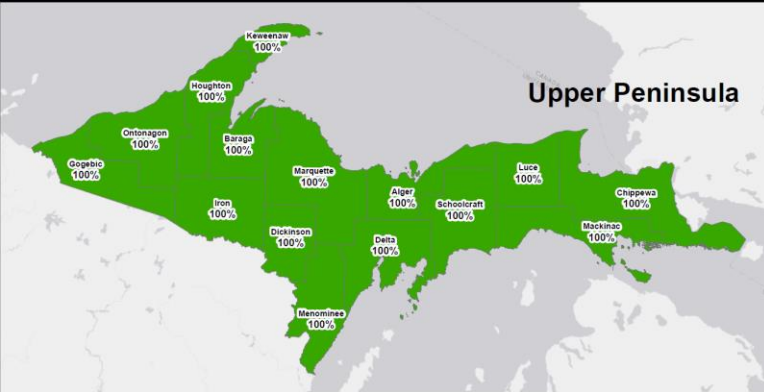 Keweenaw
100%
Houghton
100%
Upper Peninsula
Ontonagon
100%
Baraga
100%
Gogebic
100%
Marquette
100%
Luce
100%
Alger
100%
Chippewa
100%
Iron
100%
Schoolcraft
100%
Dickinson
100%
Delta
100%
Mackinac
100%
Menominee
100%